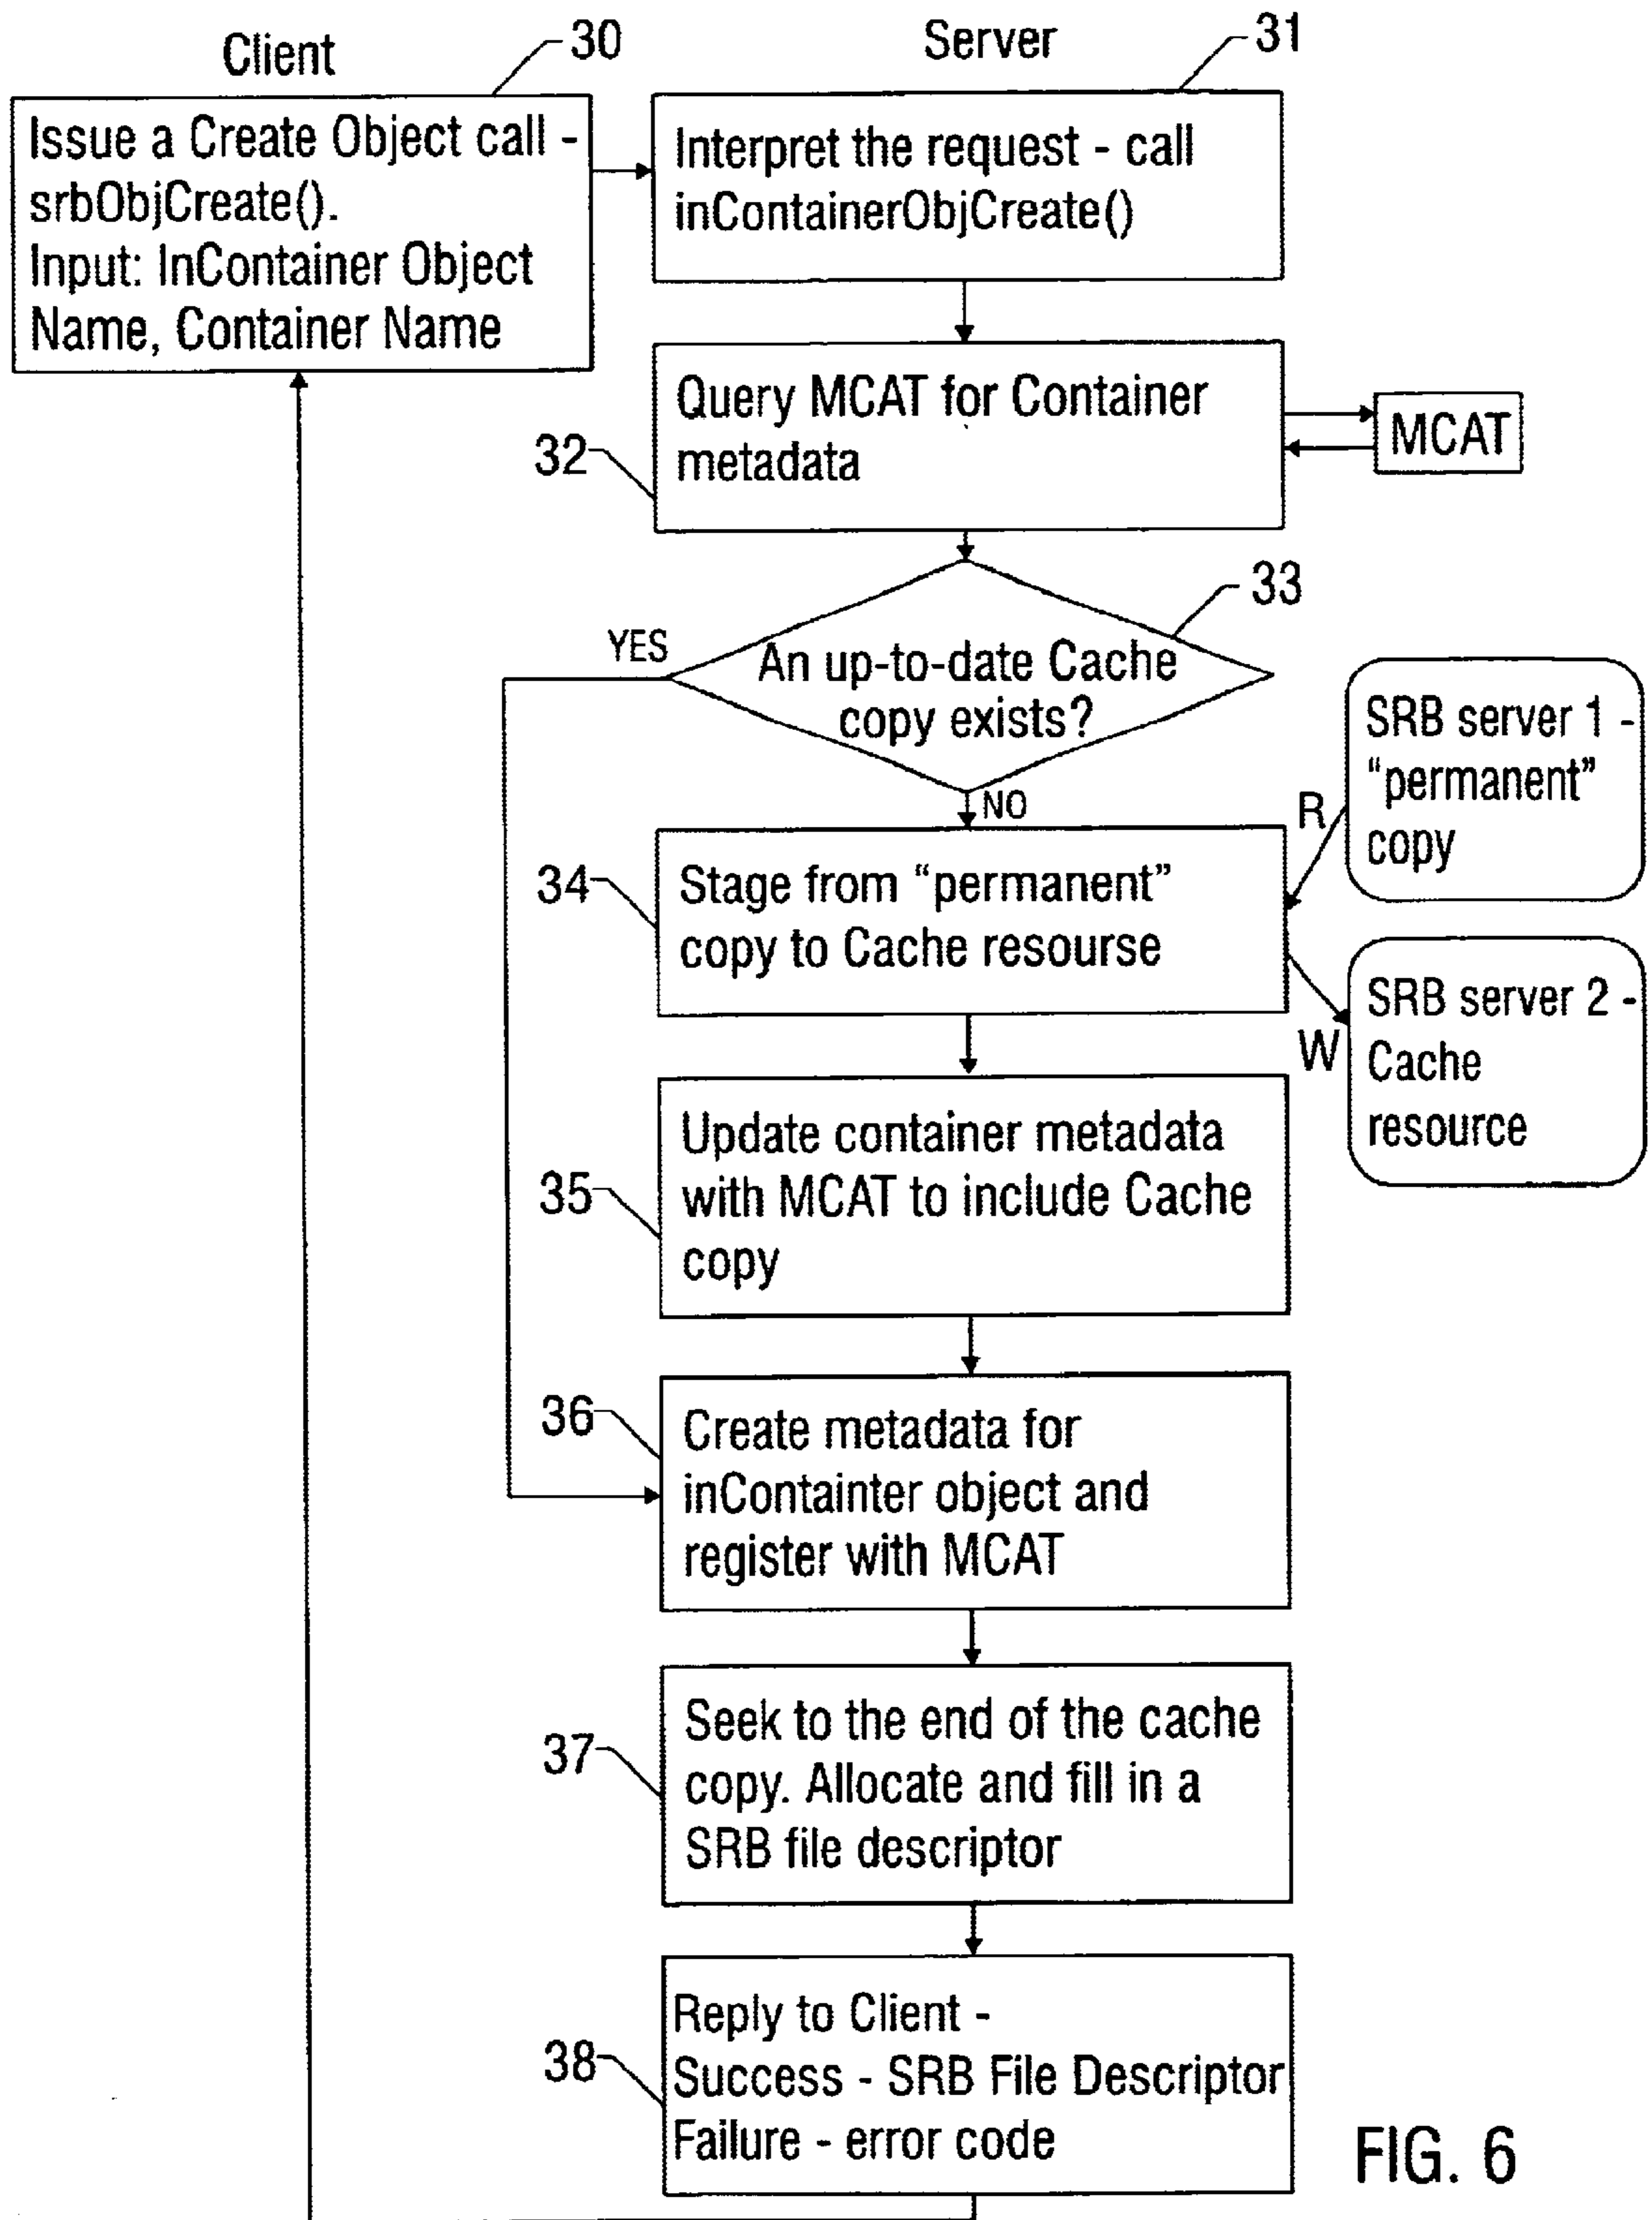 Client
30
Server
31
Issue a Create Object call -
srbObjCreate().
Input: InContainer Object
Name, Container Name
Interpret the request - call
inContainerObjCreate()
32
Query MCAT for Container
metadata
MCAT
33
YES
An up-to-date Cache
copy exists?
NO
SRB server 1 -
"permanent"
copy
R
34
Stage from “permanent”
copy to Cache resourse
W
SRB server 2 -
Cache
resource
35
Update container metadata
with MCAT to include Cache
copy
36
Create metadata for
inContainter object and
register with MCAT
37
Seek to the end of the cache
copy. Allocate and fill in a
SRB file descriptor
38
Reply to Client -
Success - SRB File Descriptor
Failure - error code
FIG. 6